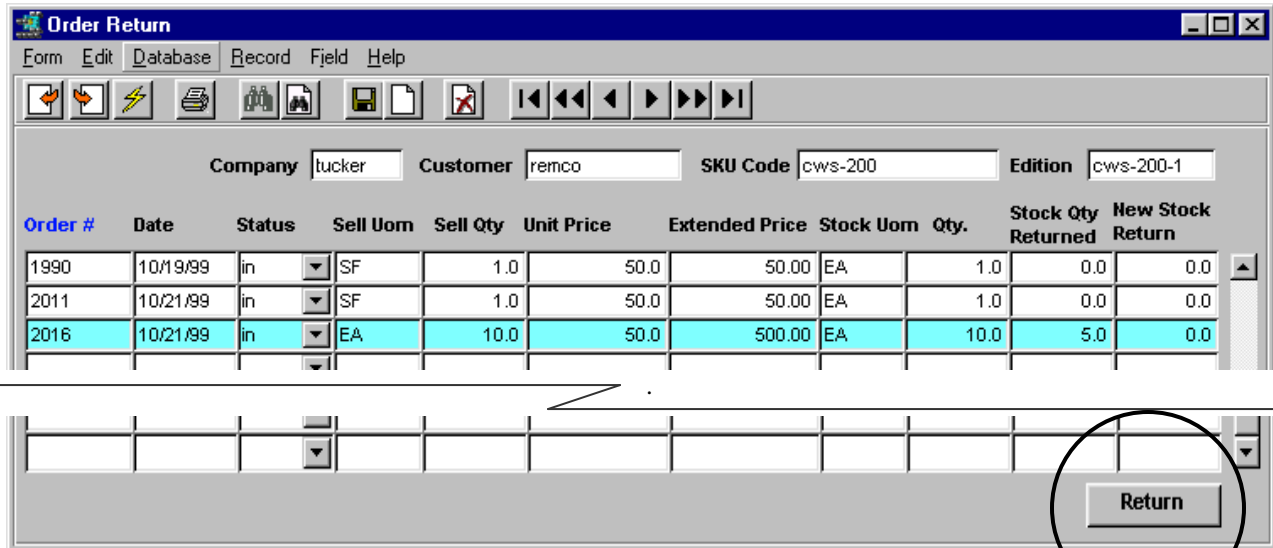 Order Return
Form Edit Database Record Field Help
Company tucker Customer remco SKU Code cws-200 Edition cws-200-1
Order # Date Status Sell Uom Sell Qty Unit Price Extended Price Stock Uom Qty. Stock Qty Returned New Stock Return
1990 10/19/99 in SF 1.0 50.0 50.00 EA 1.0 0.0 0.0
2011 10/21/99 in SF 1.0 50.0 50.00 EA 1.0 0.0 0.0
2016 10/21/99 in EA 10.0 50.0 500.00 EA 10.0 5.0 0.0
.
Return